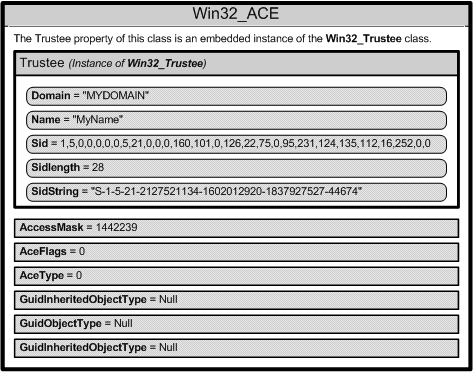 Win32_ACE
The Trustee property of this class is an embedded instance of the Win32_Trustee class.
Trustee (Instance of Win32_Trustee)
Domain = "MYDOMAIN"
Name = "MyName"
Sid = 1,5,0,0,0,0,0,5,21,0,0,0,160,101,0,126,22,75,0,95,231,124,135,112,16,252,0,0
Sidlength = 28
SidString = "S-1-5-21-2127521134-1602012920-1837927527-44674"
AccessMask = 1442239
AceFlags = 0
AceType = 0
GuidInheritedObjectType = Null
GuidObjectType = Null
GuidInheritedObjectType = Null